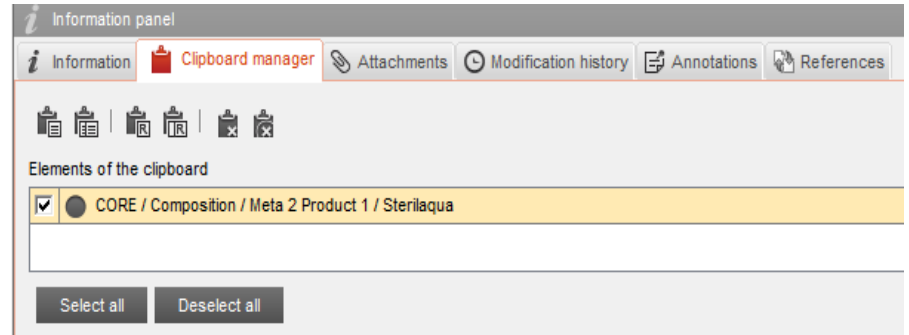 Information panel
Information Clipboard manager Attachments Modification history Annotations References
Elements of the clipboard
CORE / Composition / Meta 2 Product 1 / Sterilaqua
Select all Deselect all